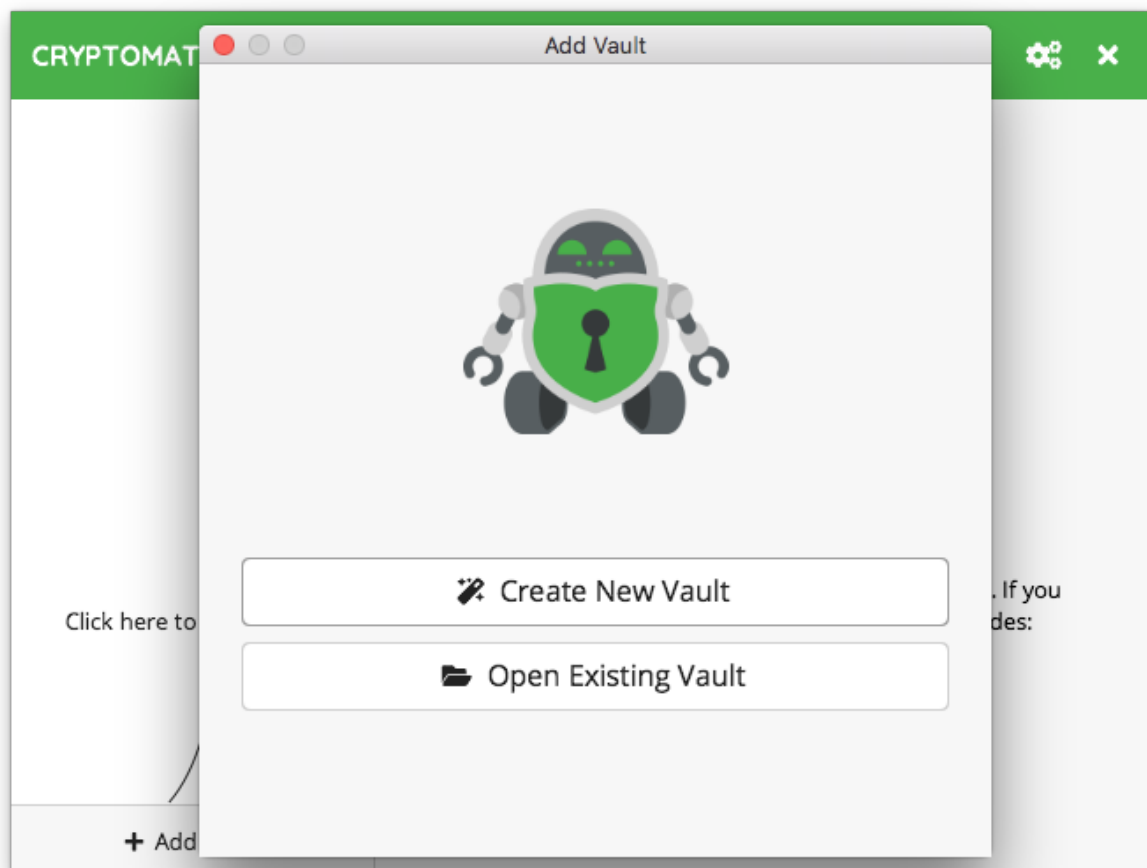 Add Vault
CRYPTOMAT
Create New Vault
. If you
Click here to
des:
Open Existing Vault
+ Add